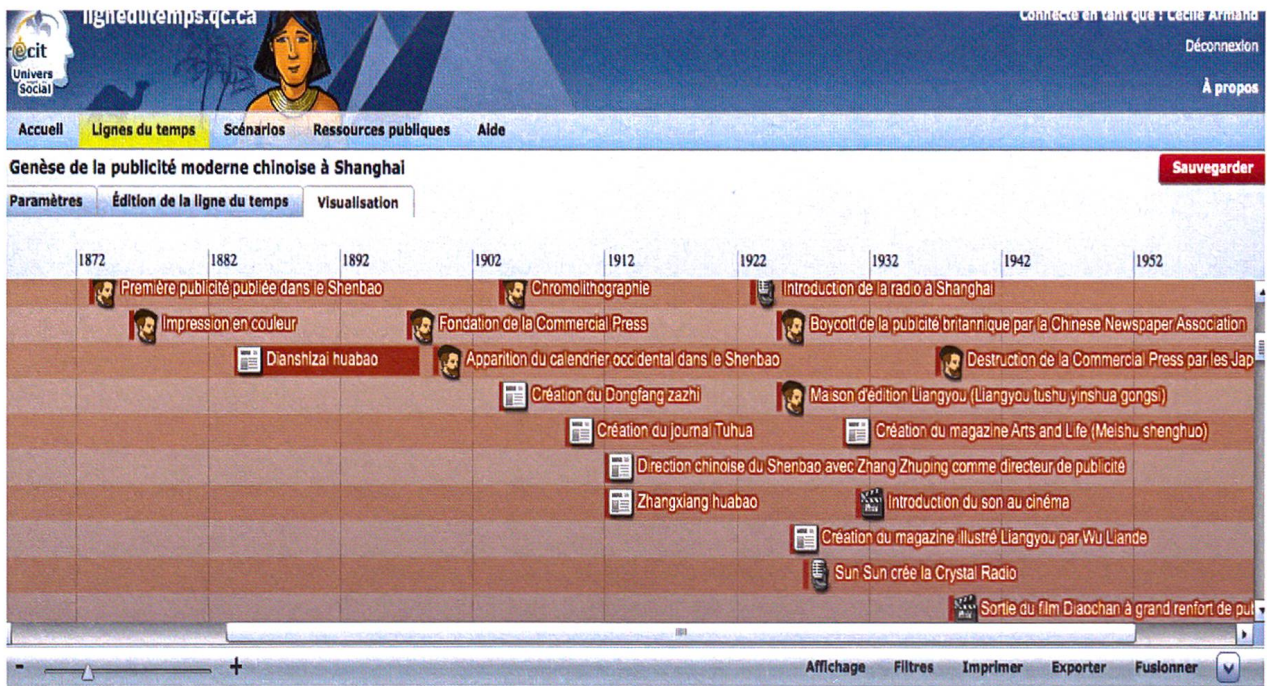 lignedutemps.qc.ca
Connecté en tant que : Cécile Armand
récit
Univers
Social
Déconnexion
À propos
Accueil Lignes du temps Scénarios Ressources publiques Aide
Genèse de la publicité moderne chinoise à Shanghai
Sauvegarder
Paramètres Édition de la ligne du temps Visualisation
1872 1882 1892 1902 1912 1922 1932 1942 1952
Première publicité publiée dans le Shenbao Chromolithographie Introduction de la radio à Shanghai
Impression en couleur Fondation de la Commercial Press Boycott de la publicité britannique par la Chinese Newspaper Association
Dianshizai huabao Apparition du calendrier occidental dans le Shenbao Destruction de la Commercial Press par les Jap
Création du Dongfang zazhi Maison d'édition Liangyou (Liangyou tushu yinshua gongsi)
Création du journal Tuhua Création du magazine Arts and Life (Meishu shenghuo)
Direction chinoise du Shenbao avec Zhang Zhuping comme directeur de publicité
Zhangxiang huabao Introduction du son au cinéma
Création du magazine illustré Liangyou par Wu Liande
Sun Sun crée la Crystal Radio
Sortie du film Diaochan à grand renfort de pub
- + Affichage Filtres Imprimer Exporter Fusionner